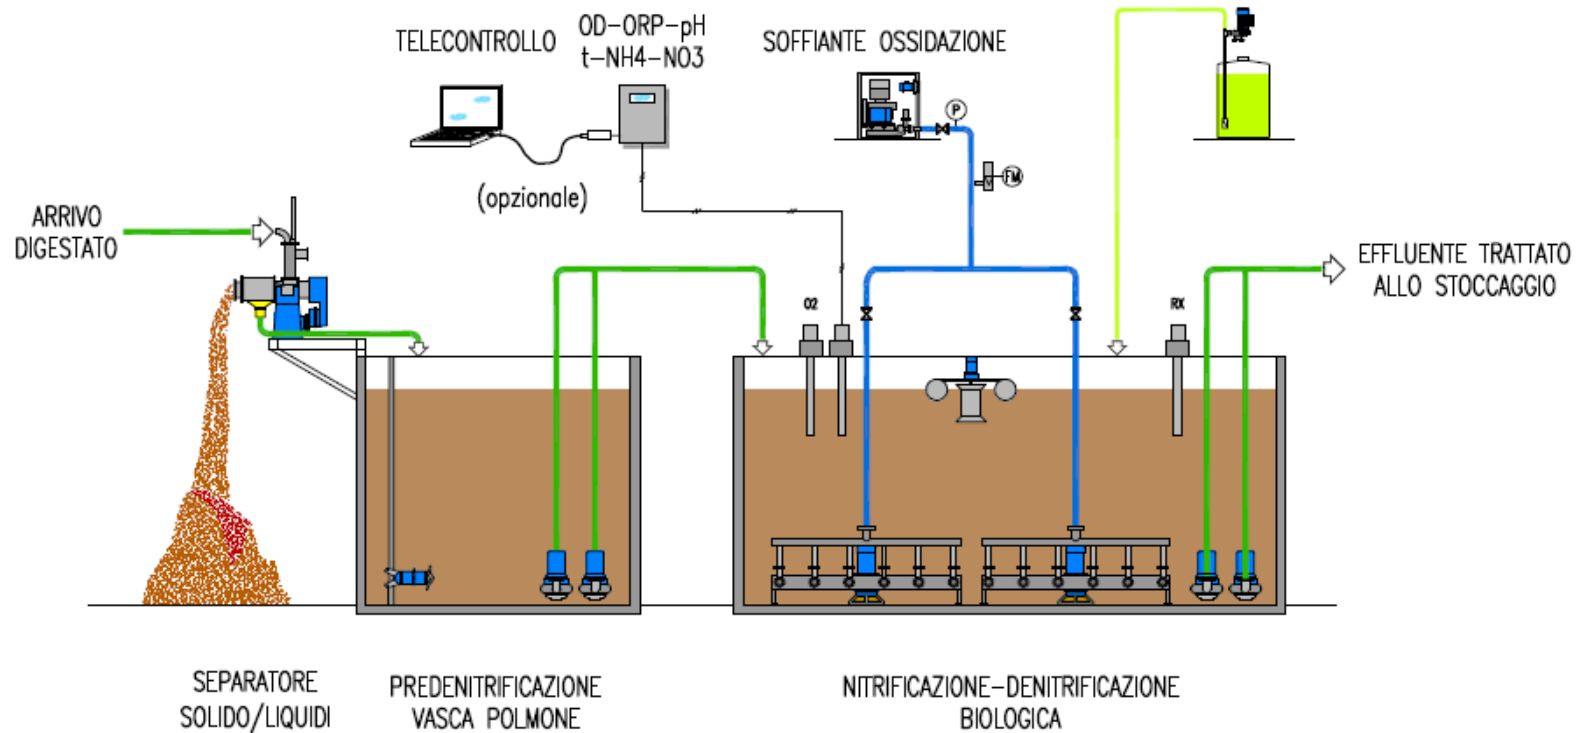 TELECONTROLLO
OD-ORP-pH
t-NH4-NO3
SOFFIANTE OSSIDAZIONE
P
(opzionale)
FM
ARRIVO
DIGESTATO
EFFLUENTE TRATTATO
ALLO STOCCAGGIO
O2
RX
SEPARATORE
SOLIDO/LIQUIDI
PREDENITRIFICAZIONE
VASCA POLMONE
NITRIFICAZIONE-DENITRIFICAZIONE
BIOLOGICA